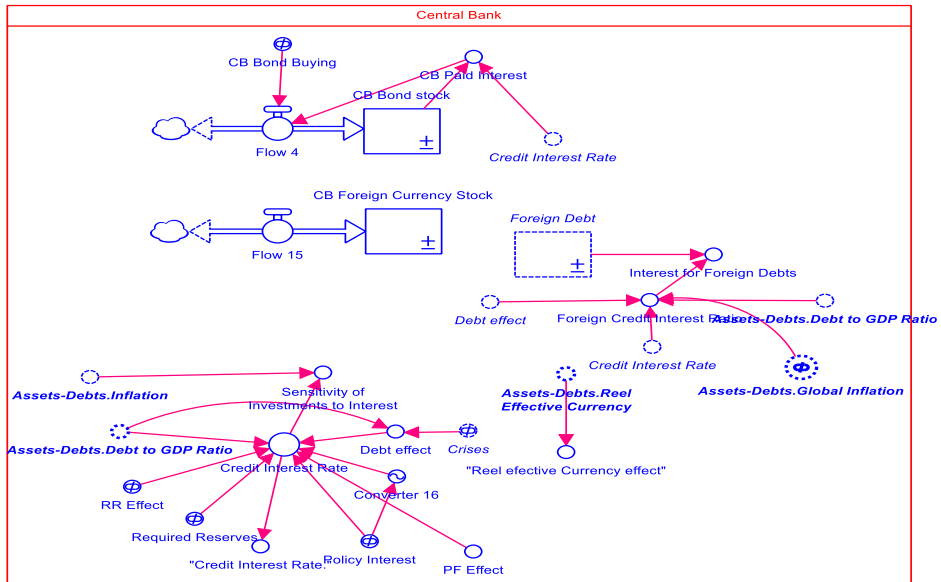 Central Bank
CB Bond Buying
CB Paid Interest
CB Bond stock
Flow 4
Credit Interest Rate
CB Foreign Currency Stock
Foreign Debt
Flow 15
Interest for Foreign Debts
Debt effect
Foreign Credit Interest Ratio
Assets-Debts.Debt to GDP Ratio
Credit Interest Rate
Assets-Debts.Inflation
Sensitivity of
Investments to Interest
Assets-Debts.Reel
Effective Currency
Assets-Debts.Global Inflation
Assets-Debts.Debt to GDP Ratio
Debt effect
Crises
Credit Interest Rate
"Reel efective Currency effect"
Converter 16
RR Effect
Required Reserves
"Credit Interest Rate."
Policy Interest
PF Effect